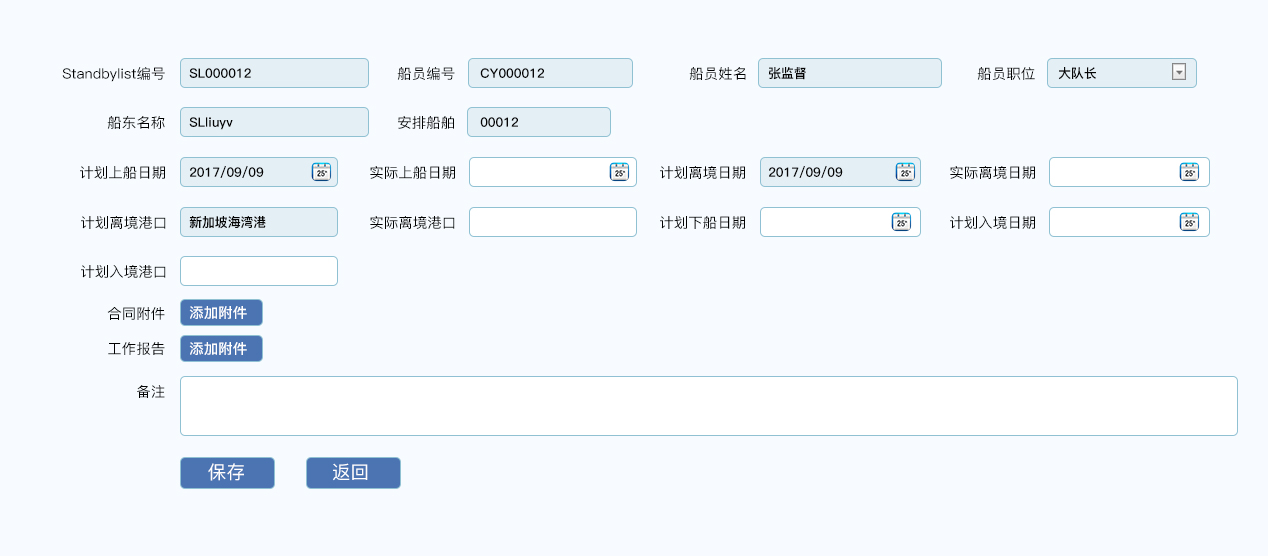 Standbylist编号 SL000012 船员编号 CY000012 船员姓名 张监督 船员职位 大队长
船东名称 SLliuyv 安排船舶 00012
计划上船日期 2017/09/09 25 实际上船日期 25 计划离境日期 2017/09/09 25 实际离境日期 25
计划离境港口 新加坡海湾港 实际离境港口 计划下船日期 25 计划入境日期 25
计划入境港口
合同附件 添加附件
工作报告 添加附件
备注
保存 返回